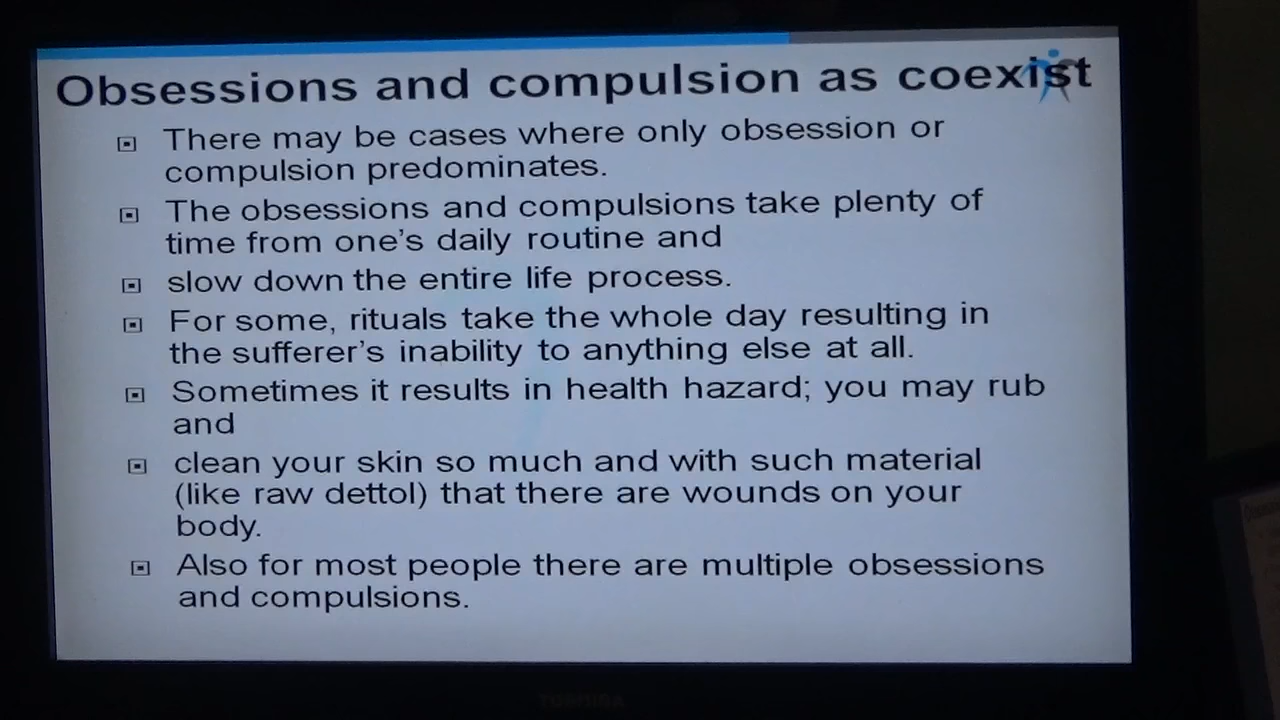 Obsessions and compulsion as coexist
There may be cases where only obsession or
compulsion predominates.
The obsessions and compulsions take plenty of
time from one's daily routine and
slow down the entire life process.
For some, rituals take the whole day resulting in
the sufferer's inability to anything else at all.
Sometimes it results in health hazard; you may rub
and
clean your skin so much and with such material
(like raw dettol) that there are wounds on your
body.
Also for most people there are multiple obsessions
and compulsions.
TOSHIBA